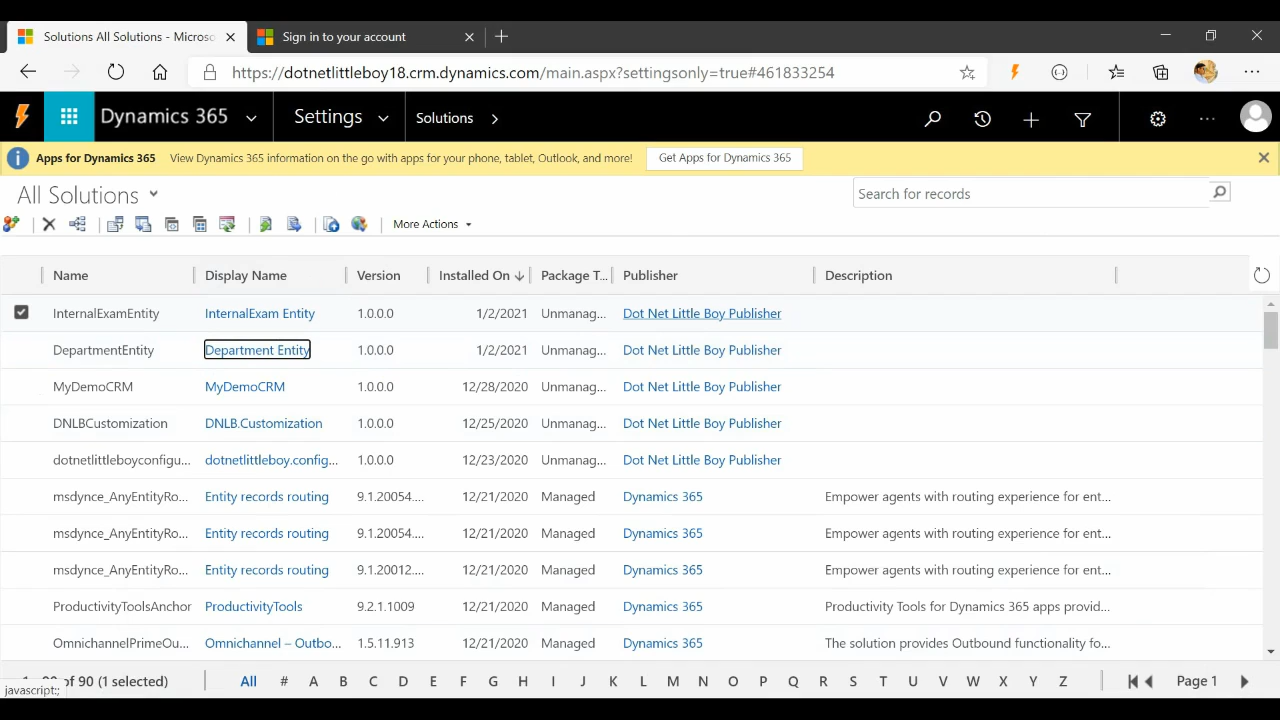 Solutions All Solutions - Micros
Sign in to your account
https://dotnetlittleboy18.crm.dynamics.com/main.aspx?settingsonly=true#461833254
Dynamics 365 Settings Solutions
Apps for Dynamics 365 View Dynamics 365 information on the go with apps for your phone, tablet, Outlook, and more! Get Apps for Dynamics 365
All Solutions Search for records
More Actions
Name Display Name Version Installed On Package T... Publisher Description
InternalExamEntity InternalExam Entity 1.0.0.0 1/2/2021 Unmanag... Dot Net Little Boy Publisher
DepartmentEntity Department Entity 1.0.0.0 1/2/2021 Unmanag... Dot Net Little Boy Publisher
MyDemoCRM MyDemoCRM 1.0.0.0 12/28/2020 Unmanag... Dot Net Little Boy Publisher
DNLBCustomization DNLB.Customization 1.0.0.0 12/25/2020 Unmanag... Dot Net Little Boy Publisher
dotnetlittleboyconfigu... dotnetlittleboy.config... 1.0.0.0 12/23/2020 Unmanag... Dot Net Little Boy Publisher
msdynce_AnyEntityRo... Entity records routing 9.1.20054.... 12/21/2020 Managed Dynamics 365 Empower agents with routing experience for ent...
msdynce_AnyEntityRo... Entity records routing 9.1.20054.... 12/21/2020 Managed Dynamics 365 Empower agents with routing experience for ent...
msdynce_AnyEntityRo... Entity records routing 9.1.20012.... 12/21/2020 Managed Dynamics 365 Empower agents with routing experience for ent...
ProductivityToolsAnchor ProductivityTools 9.2.1.1009 12/21/2020 Managed Dynamics 365 Productivity Tools for Dynamics 365 apps provid...
OmnichannelPrimeOu... Omnichannel – Outbo... 1.5.11.913 12/21/2020 Managed Dynamics 365 The solution provides Outbound functionality fo...
of 90 (1 selected) All # A B C D E F G H I J K L M N O P Q R S T U V W X Y Z Page 1
javascript:;